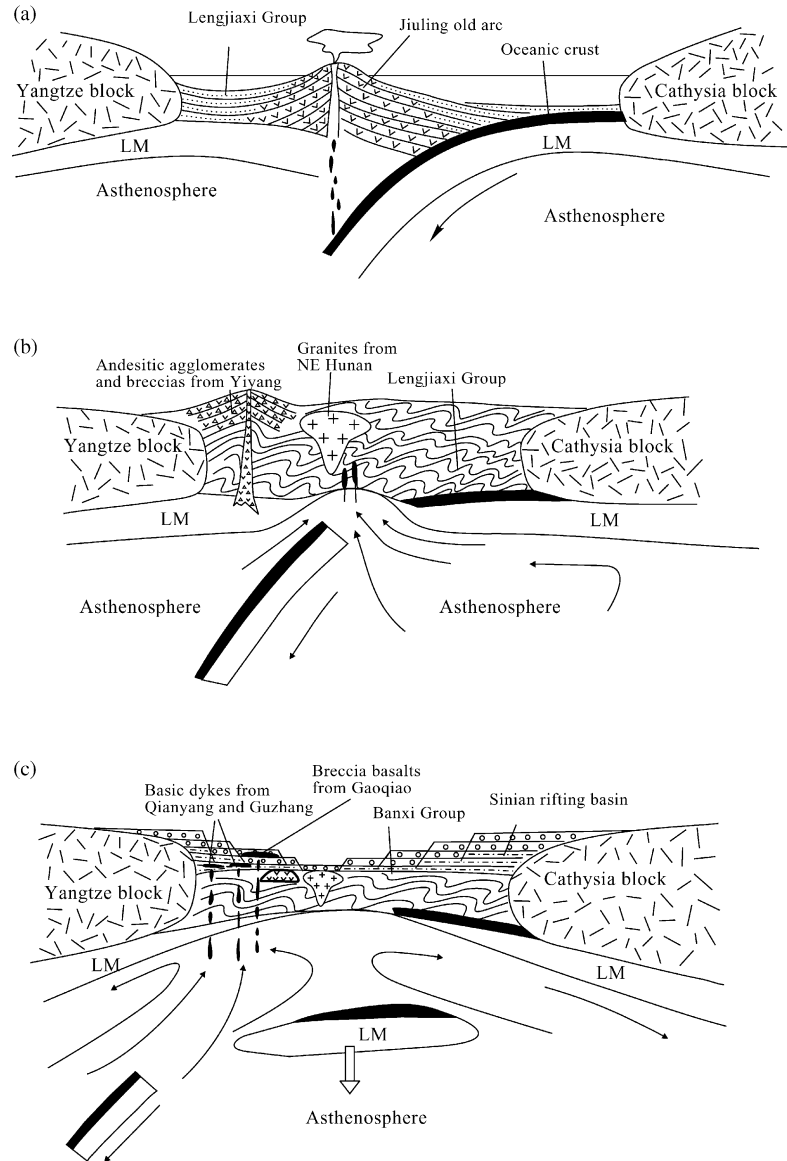 (a)
Lengjiaxi Group
Jiuling old arc
Oceanic crust
Yangtze block
Cathysia block
LM
LM
Asthenosphere
Asthenosphere
(b)
Granites from
NE Hunan
Andesitic agglomerates
and breccias from Yiyang
Lengjiaxi Group
Yangtze block
Cathysia block
LM
LM
Asthenosphere
Asthenosphere
(c)
Breccia basalts
from Gaoqiao
Basic dykes from
Qianyang and Guzhang
Sinian rifting basin
Banxi Group
Yangtze block
Cathysia block
LM
LM
LM
Asthenosphere